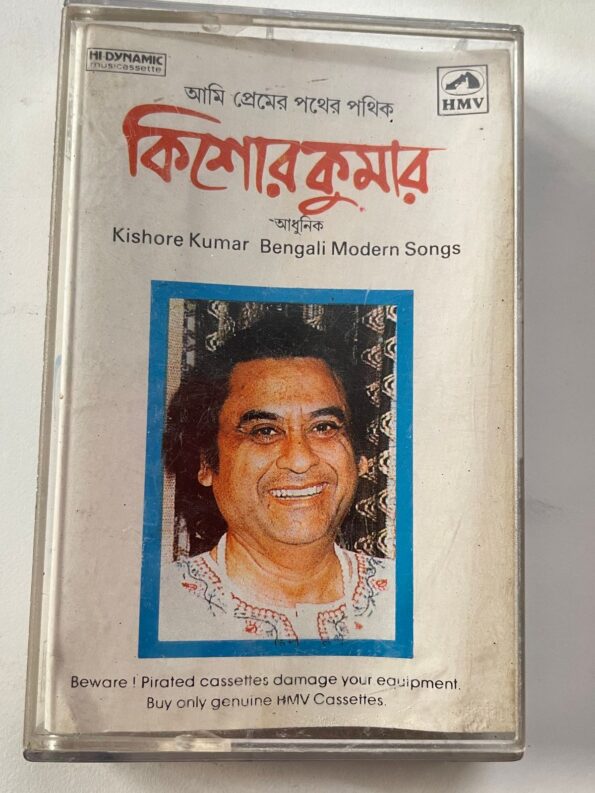 HI-DYNAMIC
musicassette
HMV
আমি প্রেমের পথের পথিক
কিশোর কুমার
আধুনিক
Kishore Kumar Bengali Modern Songs
Beware ! Pirated cassettes damage your equipment.
Buy only genuine HMV Cassettes.